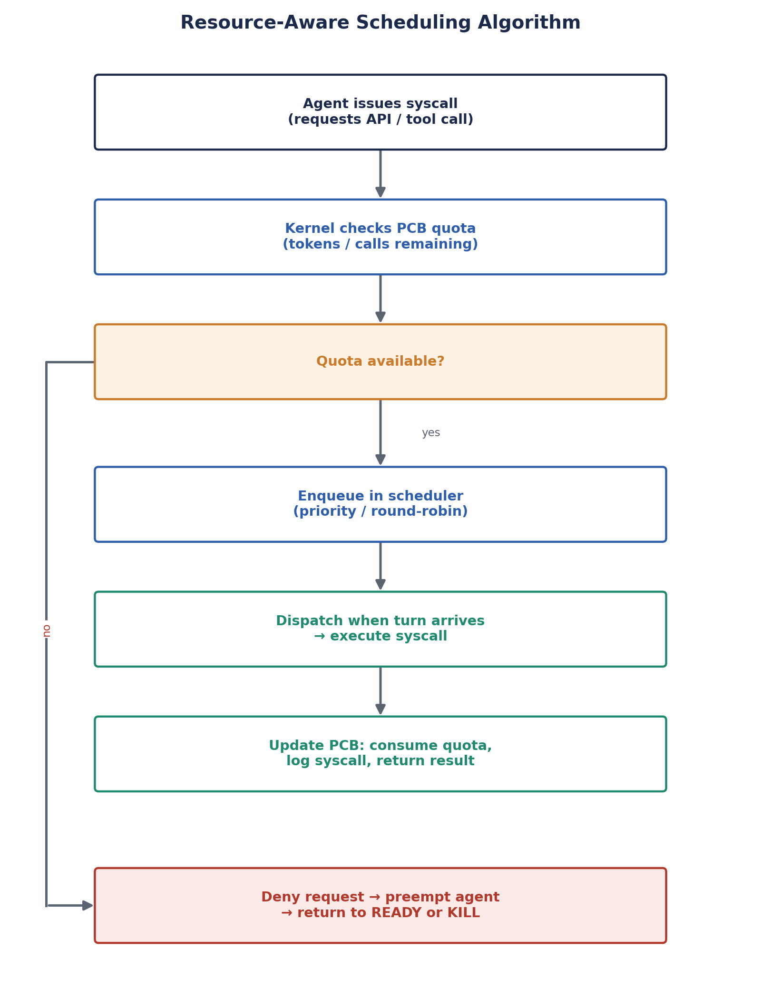 Resource-Aware Scheduling Algorithm
Agent issues syscall
(requests API / tool call)
Kernel checks PCB quota
(tokens / calls remaining)
Quota available?
yes
Enqueue in scheduler
(priority / round-robin)
Dispatch when turn arrives
→ execute syscall
no
Update PCB: consume quota,
log syscall, return result
Deny request → preempt agent
→ return to READY or KILL